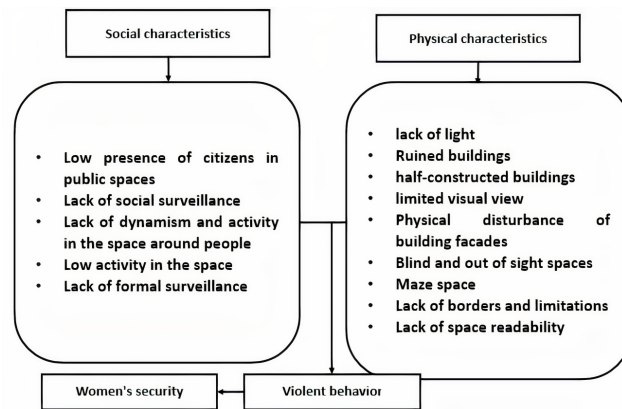 Social characteristics
• Low presence of citizens in
public spaces
• Lack of social surveillance
• Lack of dynamism and activity
in the space around people
• Low activity in the space
• Lack of formal surveillance
Physical characteristics
• lack of light
• Ruined buildings
• half-constructed buildings
• limited visual view
• Physical disturbance of
building facades
• Blind and out of sight spaces
• Maze space
• Lack of borders and limitations
• Lack of space readability
Women's security
Violent behavior